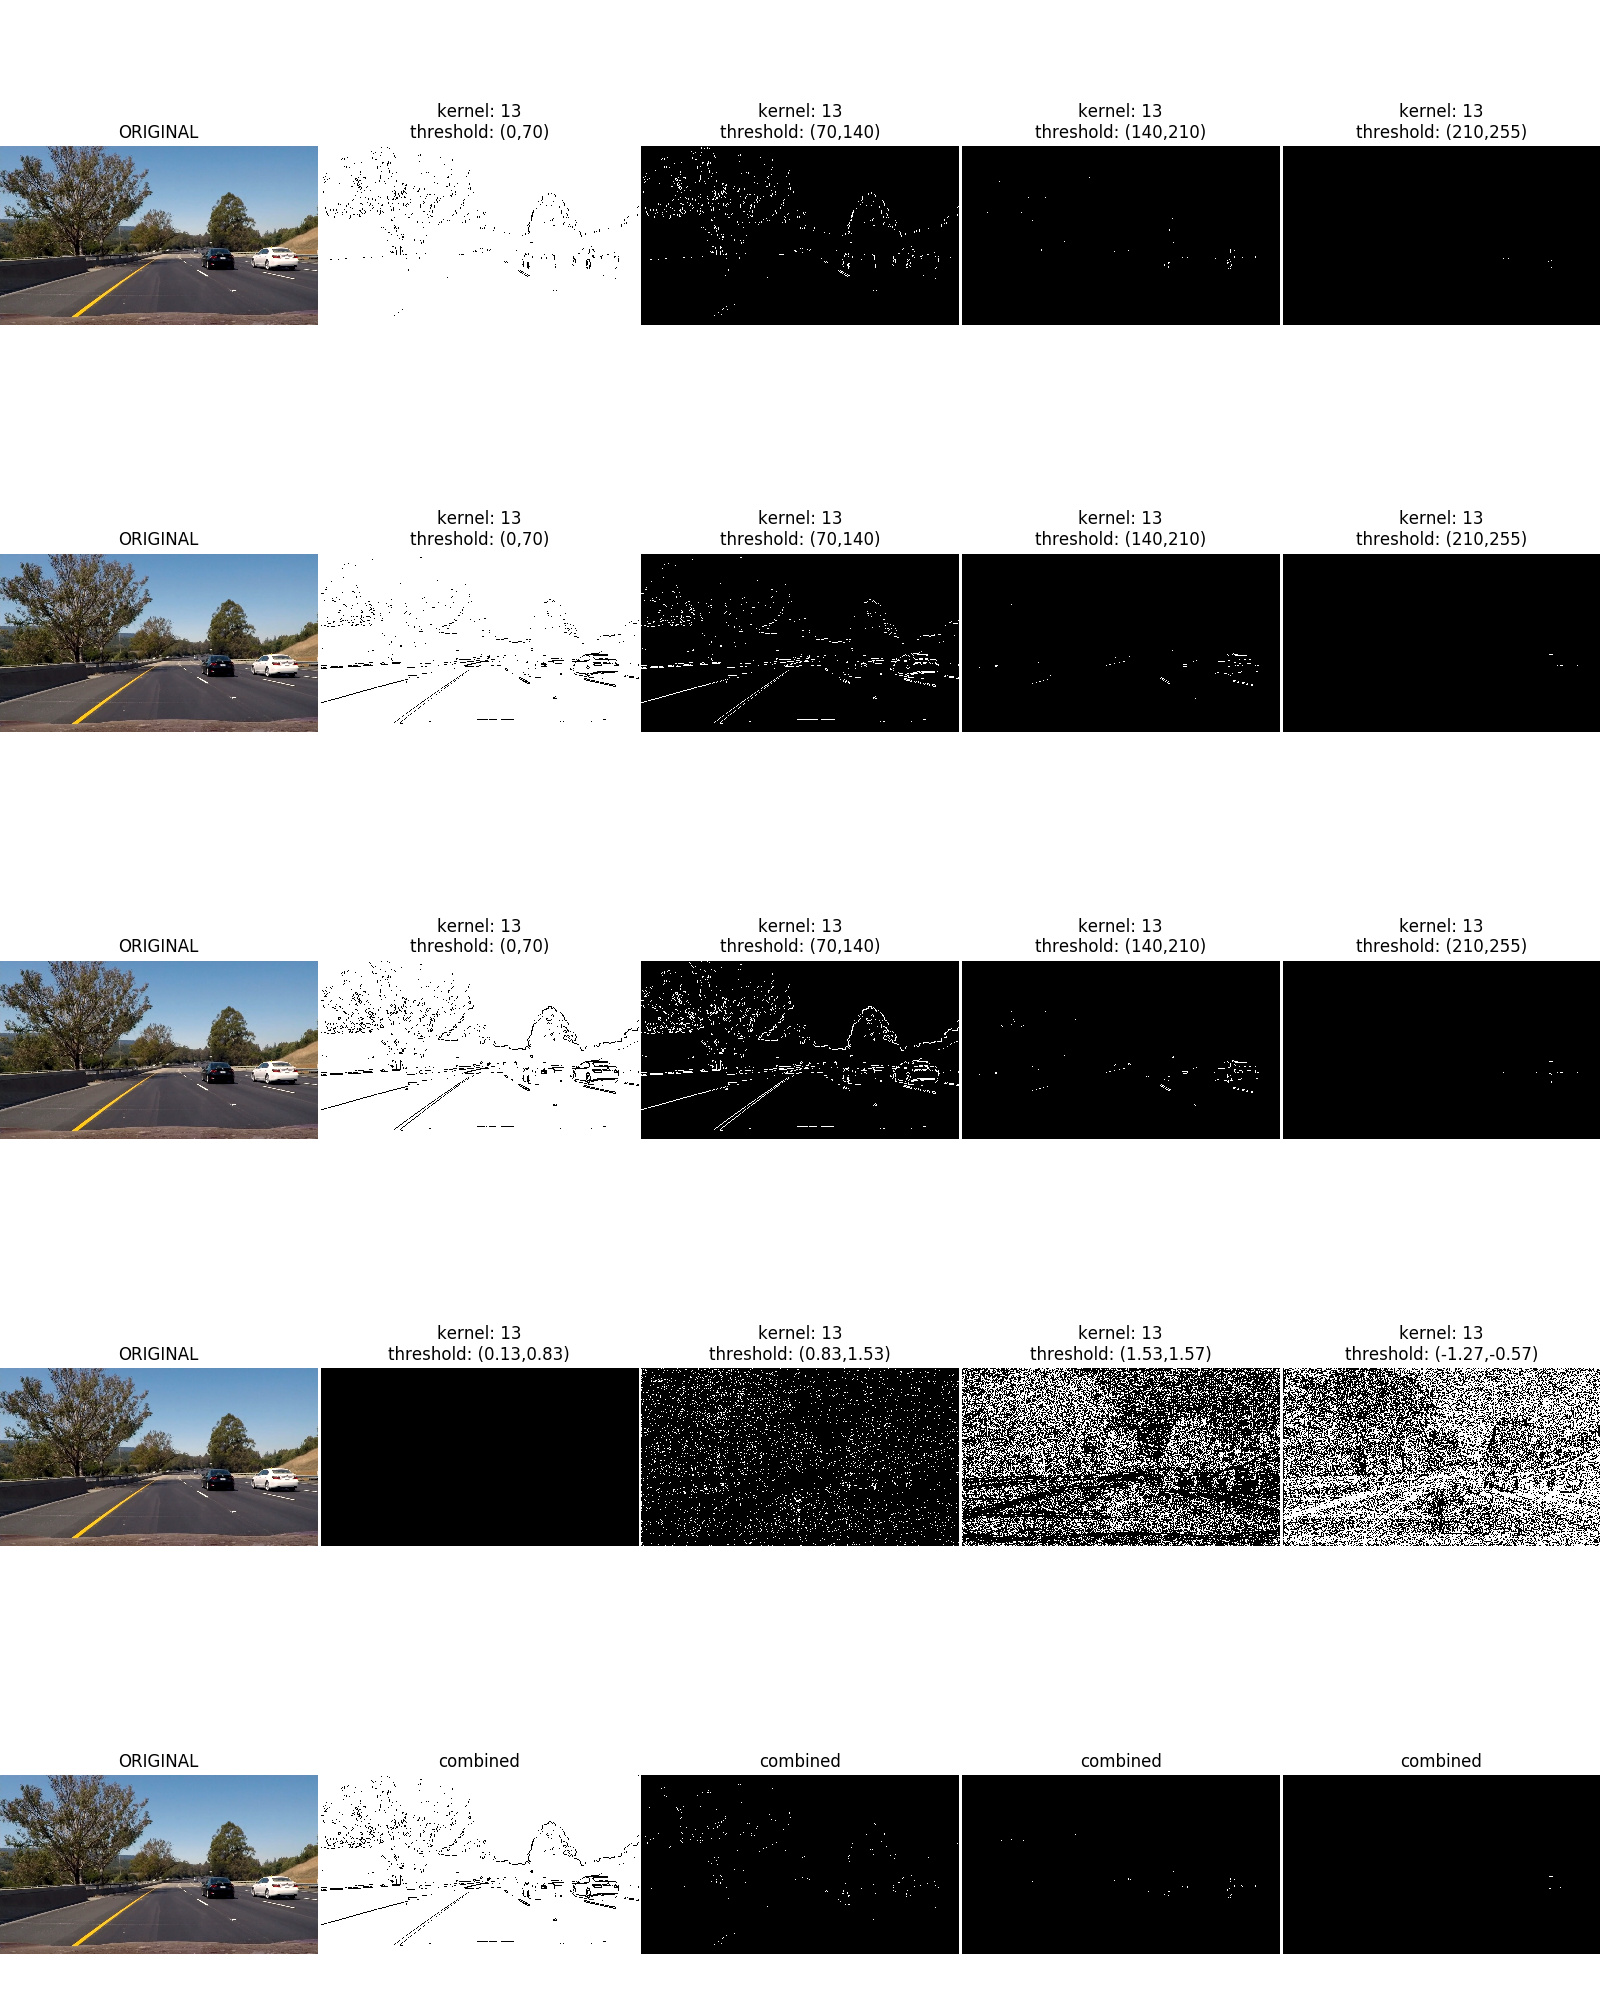 ORIGINAL
kernel: 13
threshold: (0,70)
kernel: 13
threshold: (70,140)
kernel: 13
threshold: (140,210)
kernel: 13
threshold: (210,255)
ORIGINAL
kernel: 13
threshold: (0,70)
kernel: 13
threshold: (70,140)
kernel: 13
threshold: (140,210)
kernel: 13
threshold: (210,255)
ORIGINAL
kernel: 13
threshold: (0,70)
kernel: 13
threshold: (70,140)
kernel: 13
threshold: (140,210)
kernel: 13
threshold: (210,255)
ORIGINAL
kernel: 13
threshold: (0.13,0.83)
kernel: 13
threshold: (0.83,1.53)
kernel: 13
threshold: (1.53,1.57)
kernel: 13
threshold: (-1.27,-0.57)
ORIGINAL
combined
combined
combined
combined